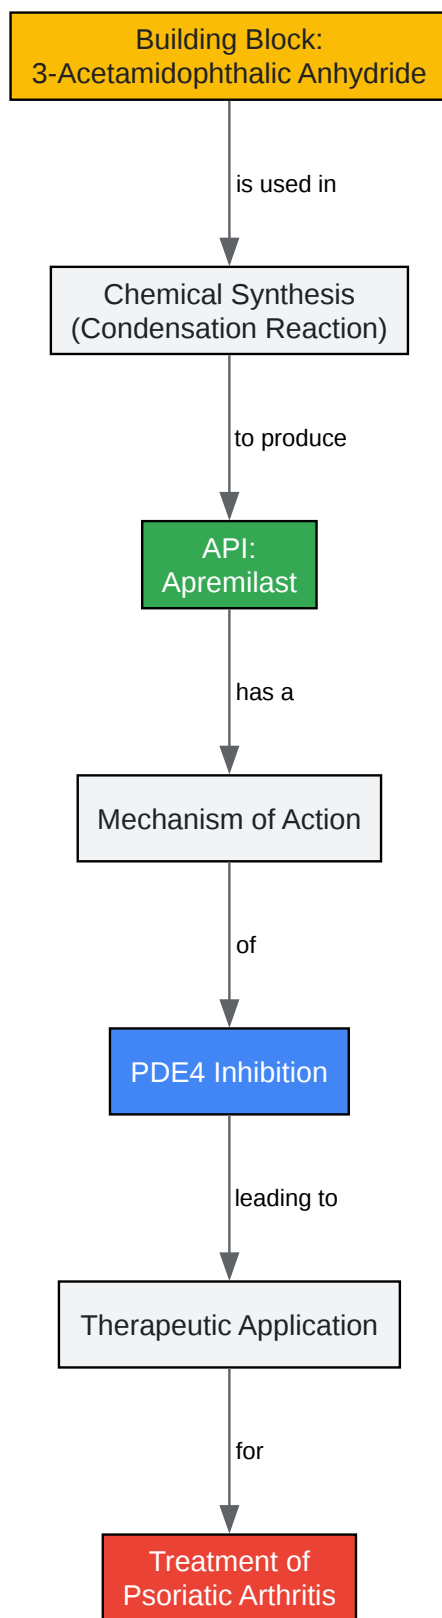 Building Block:
3-Acetamidophthalic Anhydride
is used in
Chemical Synthesis
(Condensation Reaction)
to produce
API:
Apremilast
has a
Mechanism of Action
of
PDE4 Inhibition
leading to
Therapeutic Application
for
Treatment of
Psoriatic Arthritis